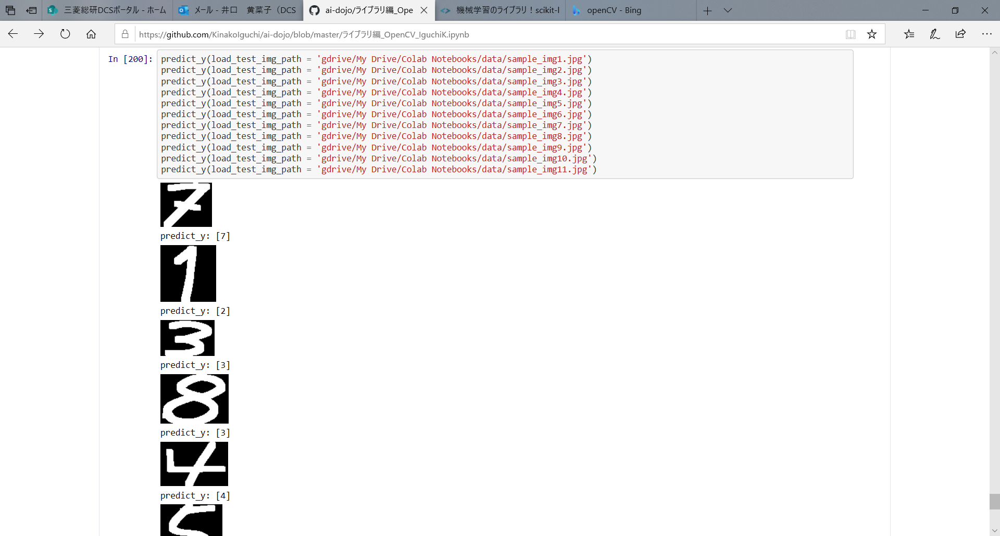 三菱総研DCSポータル - ホーム
メール - 井口 黄菜子（DCS
ai-dojo/ライブラリ編_Ope
機械学習のライブラリ！scikit-l
openCV - Bing
https://github.com/KinakoIguchi/ai-dojo/blob/master/ライブラリ編_OpenCV_IguchiK.ipynb
In [200]:
predict_y(load_test_img_path = 'gdrive/My Drive/Colab Notebooks/data/sample_img1.jpg')
predict_y(load_test_img_path = 'gdrive/My Drive/Colab Notebooks/data/sample_img2.jpg')
predict_y(load_test_img_path = 'gdrive/My Drive/Colab Notebooks/data/sample_img3.jpg')
predict_y(load_test_img_path = 'gdrive/My Drive/Colab Notebooks/data/sample_img4.jpg')
predict_y(load_test_img_path = 'gdrive/My Drive/Colab Notebooks/data/sample_img5.jpg')
predict_y(load_test_img_path = 'gdrive/My Drive/Colab Notebooks/data/sample_img6.jpg')
predict_y(load_test_img_path = 'gdrive/My Drive/Colab Notebooks/data/sample_img7.jpg')
predict_y(load_test_img_path = 'gdrive/My Drive/Colab Notebooks/data/sample_img8.jpg')
predict_y(load_test_img_path = 'gdrive/My Drive/Colab Notebooks/data/sample_img9.jpg')
predict_y(load_test_img_path = 'gdrive/My Drive/Colab Notebooks/data/sample_img10.jpg')
predict_y(load_test_img_path = 'gdrive/My Drive/Colab Notebooks/data/sample_img11.jpg')
7
predict_y: [7]
1
predict_y: [2]
3
predict_y: [3]
8
predict_y: [3]
4
predict_y: [4]
5